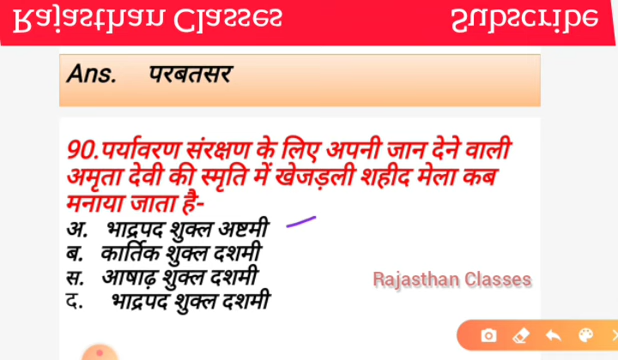 Rajasthan Classes Subscribe
Ans. परबतसर
90.पर्यावरण संरक्षण के लिए अपनी जान देने वाली
अमृता देवी की स्मृति में खेजड़ली शहीद मेला कब
मनाया जाता है-
अ. भाद्रपद शुक्ल अष्टमी
ब. कार्तिक शुक्ल दशमी
स. आषाढ़ शुक्ल दशमी
द. भाद्रपद शुक्ल दशमी
Rajasthan Classes